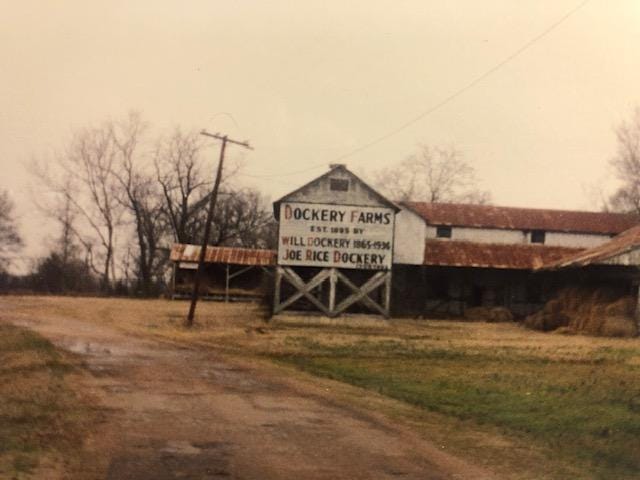 DOCKERY FARMS
EST. 1895 BY
WILL DOCKERY 1865-1936
JOE RICE DOCKERY